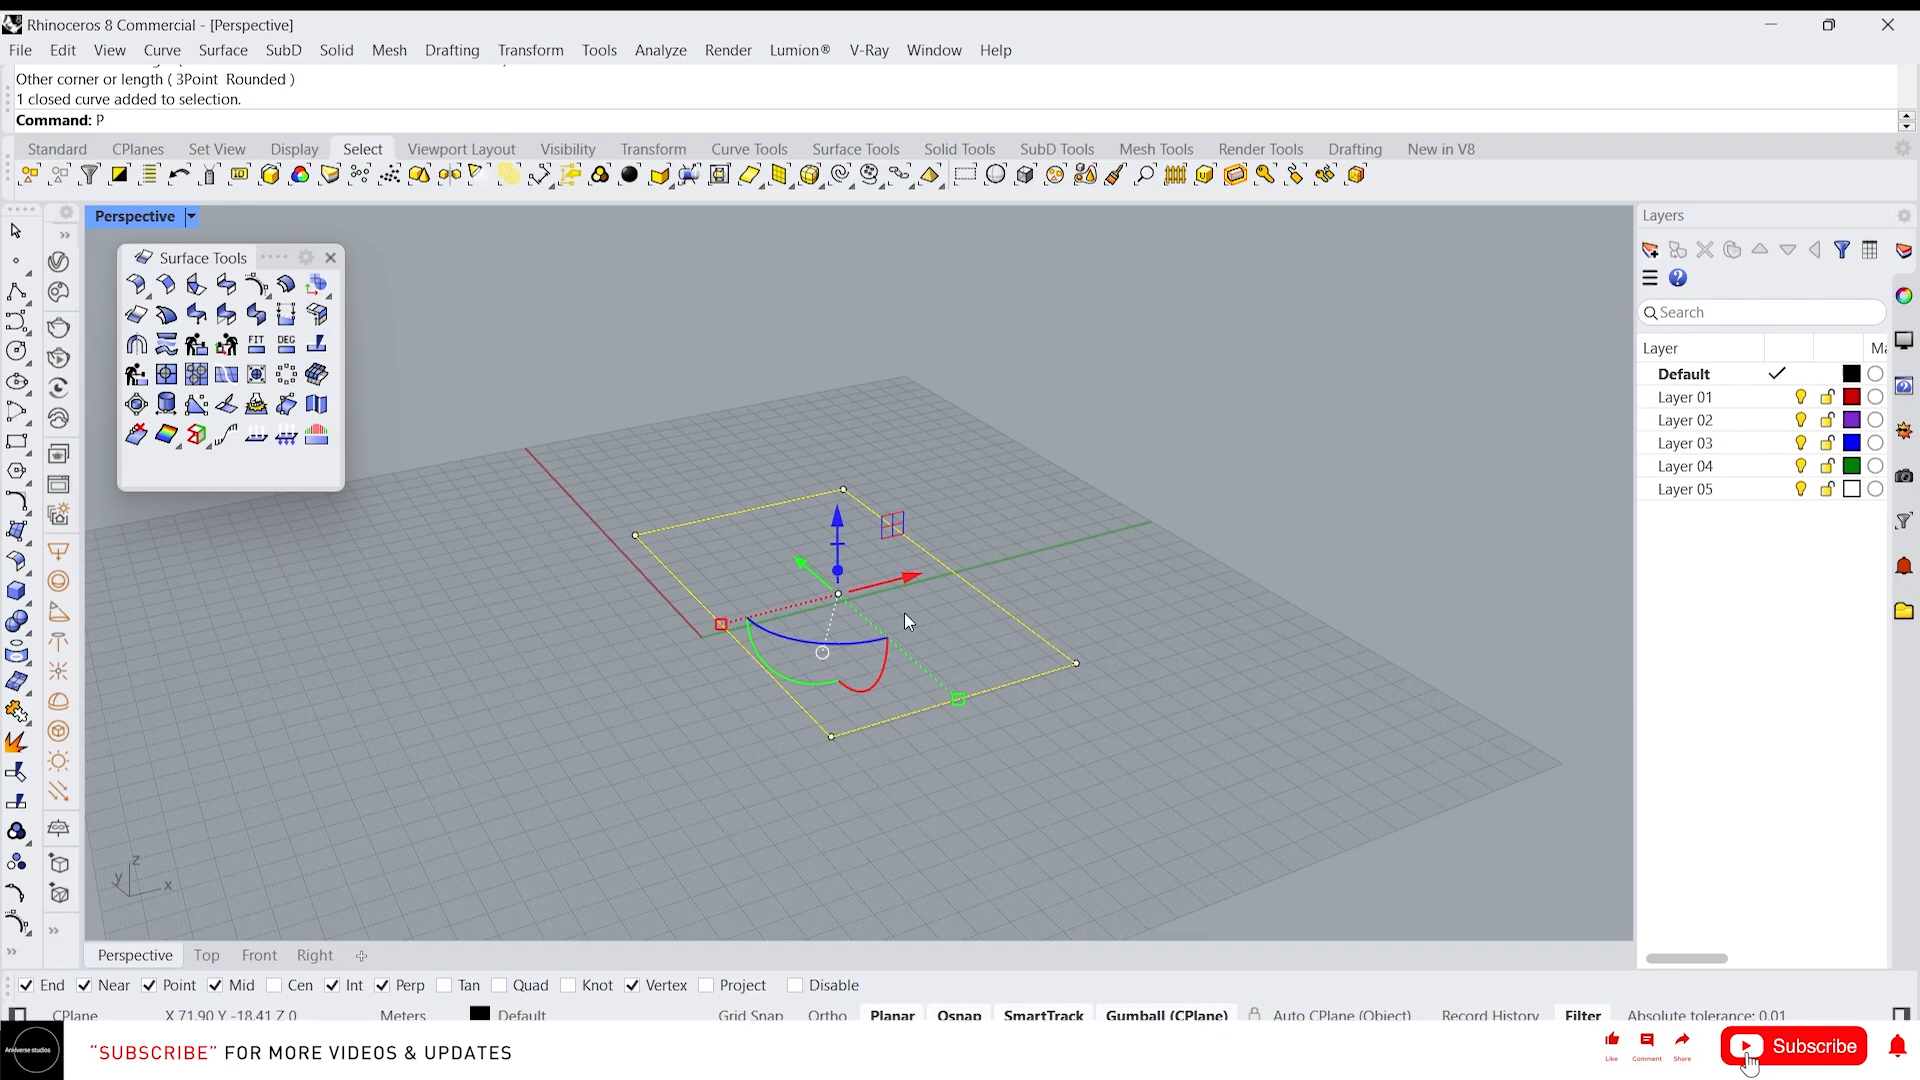 Rhinoceros 8 Commercial - [Perspective]
File Edit View Curve Surface SubD Solid Mesh Drafting Transform Tools Analyze Render Lumion® V-Ray Window Help
Other corner or length ( 3Point Rounded )
1 closed curve added to selection.
Command: P
Standard CPlanes Set View Display Select Viewport Layout Visibility Transform Curve Tools Surface Tools Solid Tools SubD Tools Mesh Tools Render Tools Drafting New in V8
Perspective
Layers
Surface Tools
Search
FIT DEG
Layer
Default
Layer 01
Layer 02
Layer 03
Layer 04
Layer 05
z
y
x
Perspective Top Front Right
End Near Point Mid Cen Int Perp Tan Quad Knot Vertex Project Disable
CPlane X 71.90 Y -18.41 Z 0 Meters Default Grid Snap Ortho Planar Osnap SmartTrack Gumball (CPlane) Auto CPlane (Object) Record History Filter Absolute tolerance: 0.01
"SUBSCRIBE" FOR MORE VIDEOS & UPDATES
Like Comment Share
Subscribe